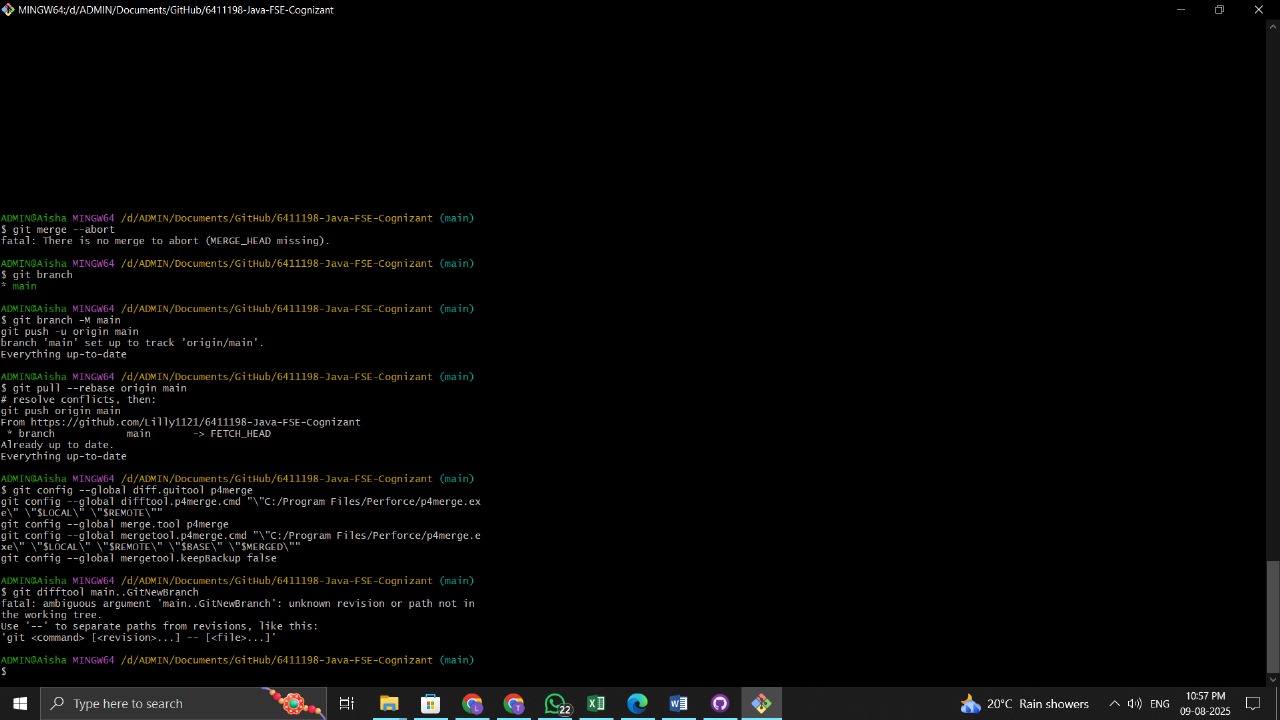 MINGW64:/d/ADMIN/Documents/GitHub/6411198-Java-FSE-Cognizant
ADMIN@Aisha MINGW64 /d/ADMIN/Documents/GitHub/6411198-Java-FSE-Cognizant (main)
$ git merge --abort
fatal: There is no merge to abort (MERGE_HEAD missing).
ADMIN@Aisha MINGW64 /d/ADMIN/Documents/GitHub/6411198-Java-FSE-Cognizant (main)
$ git branch
* main
ADMIN@Aisha MINGW64 /d/ADMIN/Documents/GitHub/6411198-Java-FSE-Cognizant (main)
$ git branch -M main
git push -u origin main
branch 'main' set up to track 'origin/main'.
Everything up-to-date
ADMIN@Aisha MINGW64 /d/ADMIN/Documents/GitHub/6411198-Java-FSE-Cognizant (main)
$ git pull --rebase origin main
# resolve conflicts, then:
git push origin main
From https://github.com/Lilly1121/6411198-Java-FSE-Cognizant
* branch main -> FETCH_HEAD
Already up to date.
Everything up-to-date
ADMIN@Aisha MINGW64 /d/ADMIN/Documents/GitHub/6411198-Java-FSE-Cognizant (main)
$ git config --global diff.guitool p4merge
git config --global difftool.p4merge.cmd "\"C:/Program Files/Perforce/p4merge.ex
e\" \"$LOCAL\" \"$REMOTE\""
git config --global merge.tool p4merge
git config --global mergetool.p4merge.cmd "\"C:/Program Files/Perforce/p4merge.e
xe\" \"$LOCAL\" \"$REMOTE\" \"$BASE\" \"$MERGED\""
git config --global mergetool.keepBackup false
ADMIN@Aisha MINGW64 /d/ADMIN/Documents/GitHub/6411198-Java-FSE-Cognizant (main)
$ git difftool main..GitNewBranch
fatal: ambiguous argument 'main..GitNewBranch': unknown revision or path not in
the working tree.
Use '--' to separate paths from revisions, like this:
'git <command> [<revision>...] -- [<file>...]'
ADMIN@Aisha MINGW64 /d/ADMIN/Documents/GitHub/6411198-Java-FSE-Cognizant (main)
$
Type here to search
22
20°C Rain showers
ENG
10:57 PM
09-08-2025